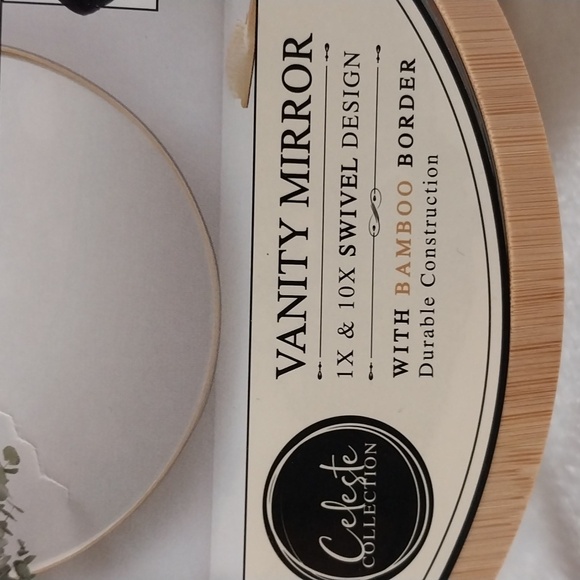 VANITY MIRROR
1X & 10X SWIVEL DESIGN
WITH BAMBOO BORDER
Durable Construction
Celeste
COLLECTION